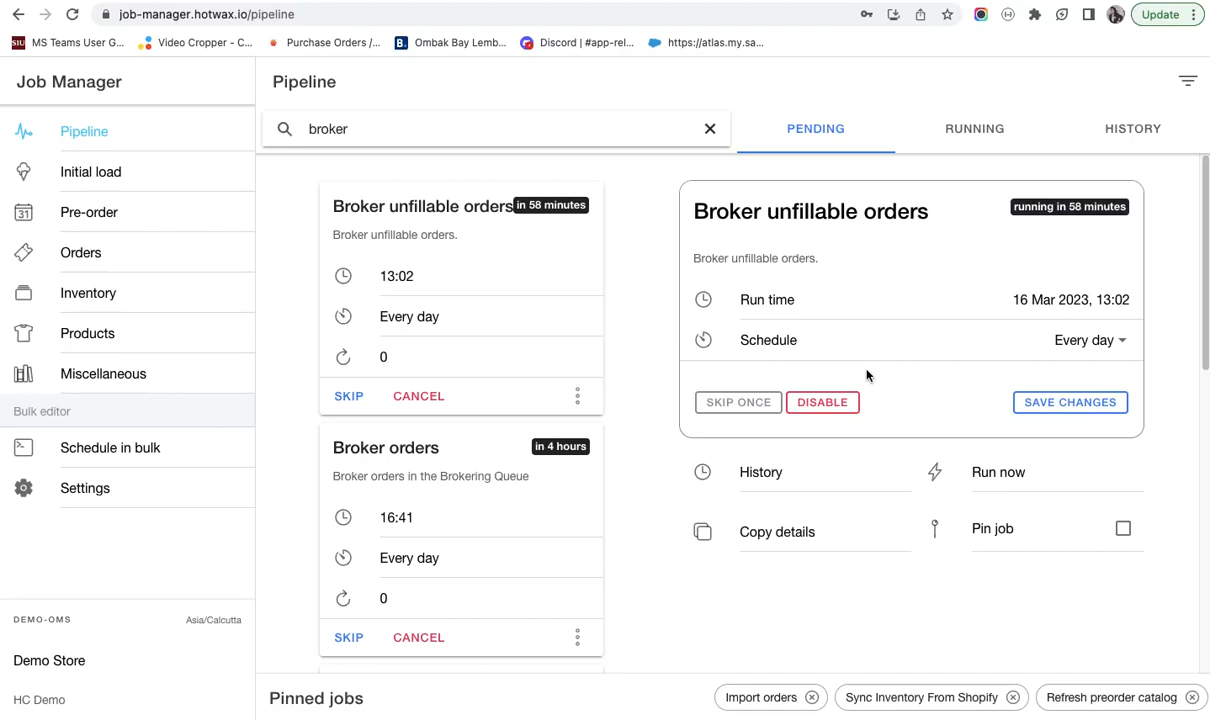 job-manager.hotwax.io/pipeline
Update
MS Teams User G...
Video Cropper - C...
Purchase Orders /...
Ombak Bay Lemb...
Discord | #app-rel...
https://atlas.my.sa...
Job Manager
Pipeline
Initial load
31
Pre-order
Orders
Inventory
Products
Miscellaneous
Bulk editor
Schedule in bulk
Settings
DEMO-OMS
Asia/Calcutta
Demo Store
HC Demo
Pipeline
broker
PENDING
RUNNING
HISTORY
Broker unfillable orders
in 58 minutes
Broker unfillable orders.
13:02
Every day
0
SKIP
CANCEL
Broker orders
in 4 hours
Broker orders in the Brokering Queue
16:41
Every day
0
SKIP
CANCEL
Broker unfillable orders
running in 58 minutes
Broker unfillable orders.
Run time
16 Mar 2023, 13:02
Schedule
Every day
SKIP ONCE
DISABLE
SAVE CHANGES
History
Run now
Copy details
Pin job
Pinned jobs
Import orders
Sync Inventory From Shopify
Refresh preorder catalog